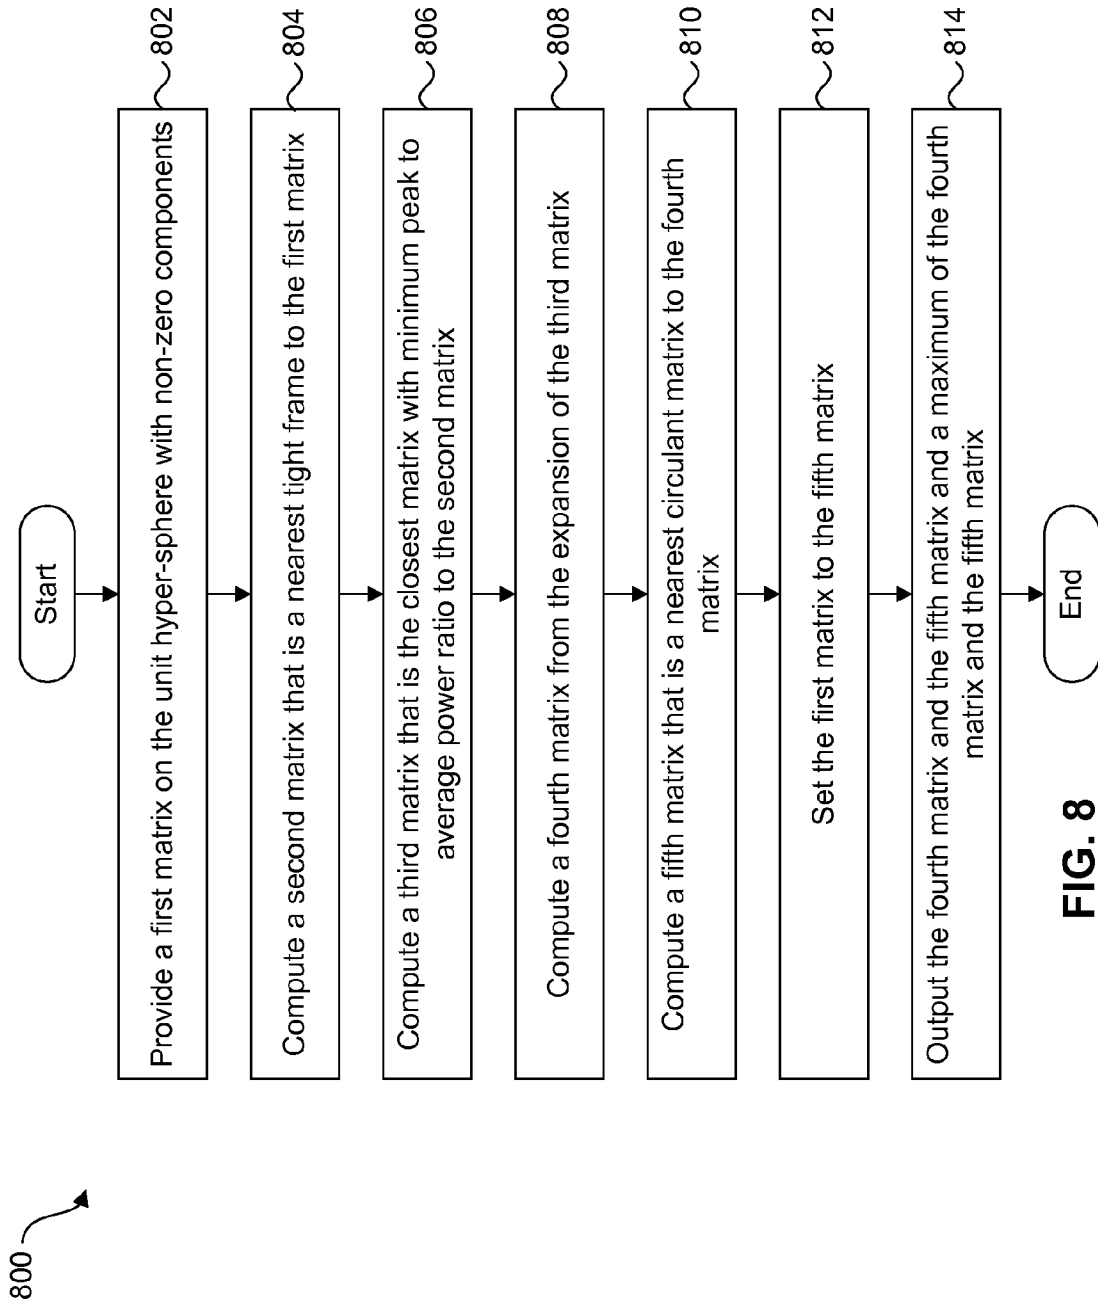 800
Start
Provide a first matrix on the unit hyper-sphere with non-zero components
802
Compute a second matrix that is a nearest tight frame to the first matrix
804
Compute a third matrix that is the closest matrix with minimum peak to
average power ratio to the second matrix
806
Compute a fourth matrix from the expansion of the third matrix
808
Compute a fifth matrix that is a nearest circulant matrix to the fourth
matrix
810
Set the first matrix to the fifth matrix
812
Output the fourth matrix and the fifth matrix and a maximum of the fourth
matrix and the fifth matrix
814
End
FIG. 8